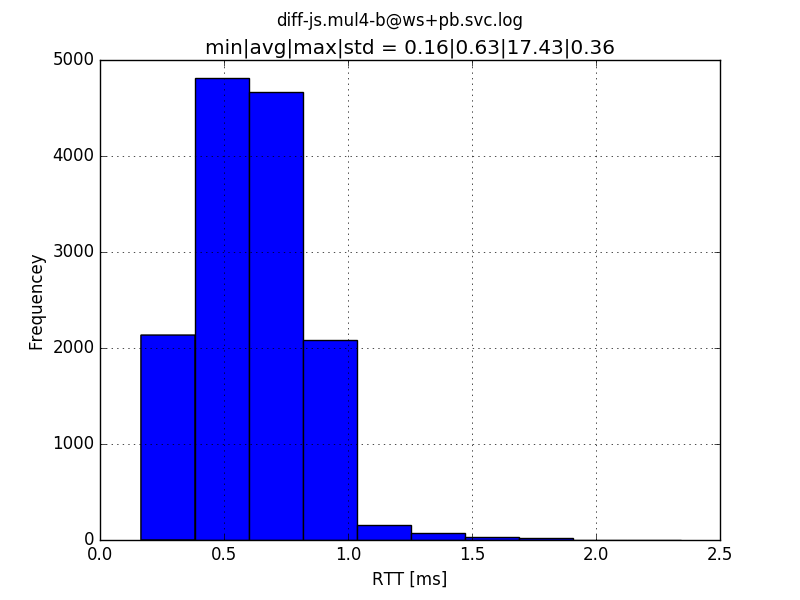 diff-js.mul4-b@ws+pb.svc.log
min|avg|max|std = 0.16|0.63|17.43|0.36
5000
4000
3000
2000
1000
0
Frequencey
0.0 0.5 1.0 1.5 2.0 2.5
RTT [ms]